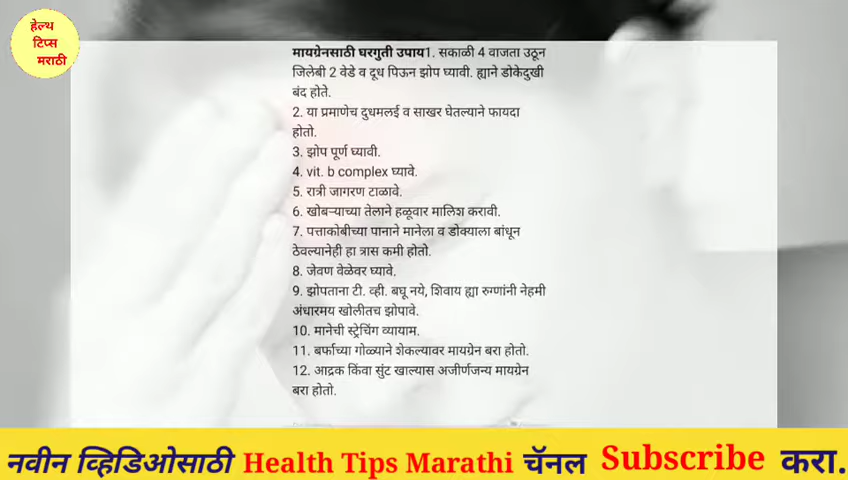 हेल्थ
टिप्स
मराठी
मायग्रेनसाठी घरगुती उपाय1. सकाळी 4 वाजता उठून
जिलेबी 2 वेडे व दूध पिऊन झोप घ्यावी. ह्याने डोकेदुखी
बंद होते.
2. या प्रमाणेच दुधमलई व साखर घेतल्याने फायदा
होतो.
3. झोप पूर्ण घ्यावी.
4. vit. b complex घ्यावे.
5. रात्री जागरण टाळावे.
6. खोबऱ्याच्या तेलाने हळूवार मालिश करावी.
7. पत्ताकोबीच्या पानाने मानेला व डोक्याला बांधून
ठेवल्यानेही हा त्रास कमी होतो.
8. जेवण वेळेवर घ्यावे.
9. झोपताना टी. व्ही. बघू नये, शिवाय ह्या रुग्णांनी नेहमी
अंधारमय खोलीतच झोपावे.
10. मानेची स्ट्रेचिंग व्यायाम.
11. बर्फाच्या गोळ्याने शेकल्यावर मायग्रेन बरा होतो.
12. आद्रक किंवा सुंट खाल्यास अजीर्णजन्य मायग्रेन
बरा होतो.
नवीन व्हिडिओसाठी Health Tips Marathi चॅनल Subscribe करा.